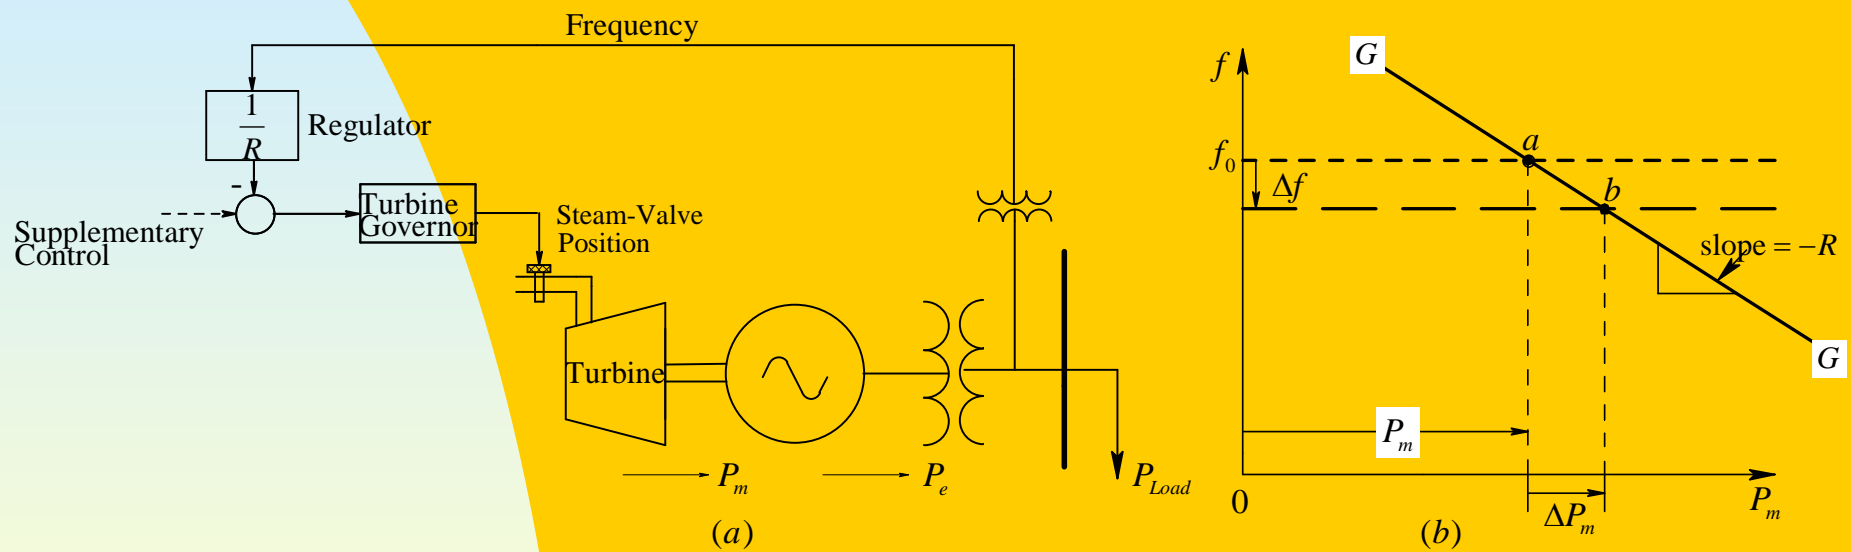 Frequency
1
R
Regulator
-
Supplementary
Control
Turbine
Governor
Steam-Valve
Position
Turbine
P_m
P_e
P_Load
(a)
f
G
f_0
a
Δf
b
slope = −R
G
P_m
0
P_m
ΔP_m
(b)